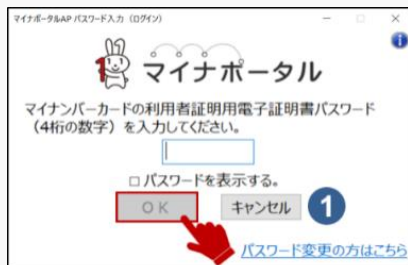 マイナポータルAP パスワード入力（ログイン）
マイナポータル
マイナンバーカードの利用者証明用電子証明書パスワード
（4桁の数字）を入力してください。
パスワードを表示する。
OK キャンセル 1
パスワード変更の方はこちら